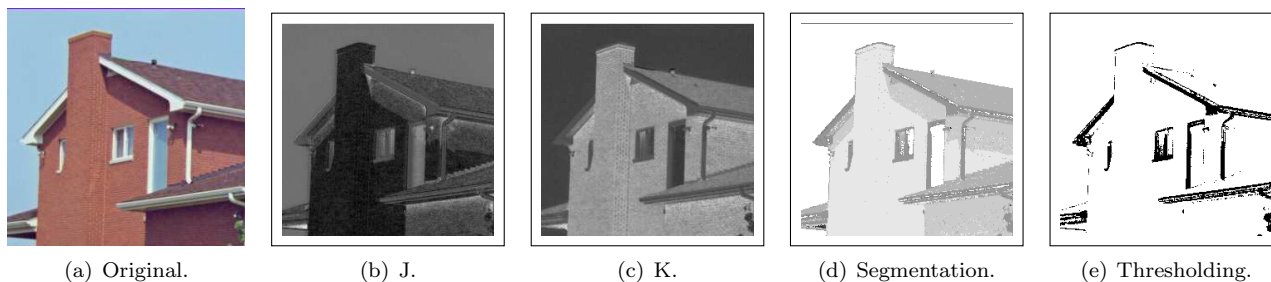 (a) Original.
(b) J.
(c) K.
(d) Segmentation.
(e) Thresholding.